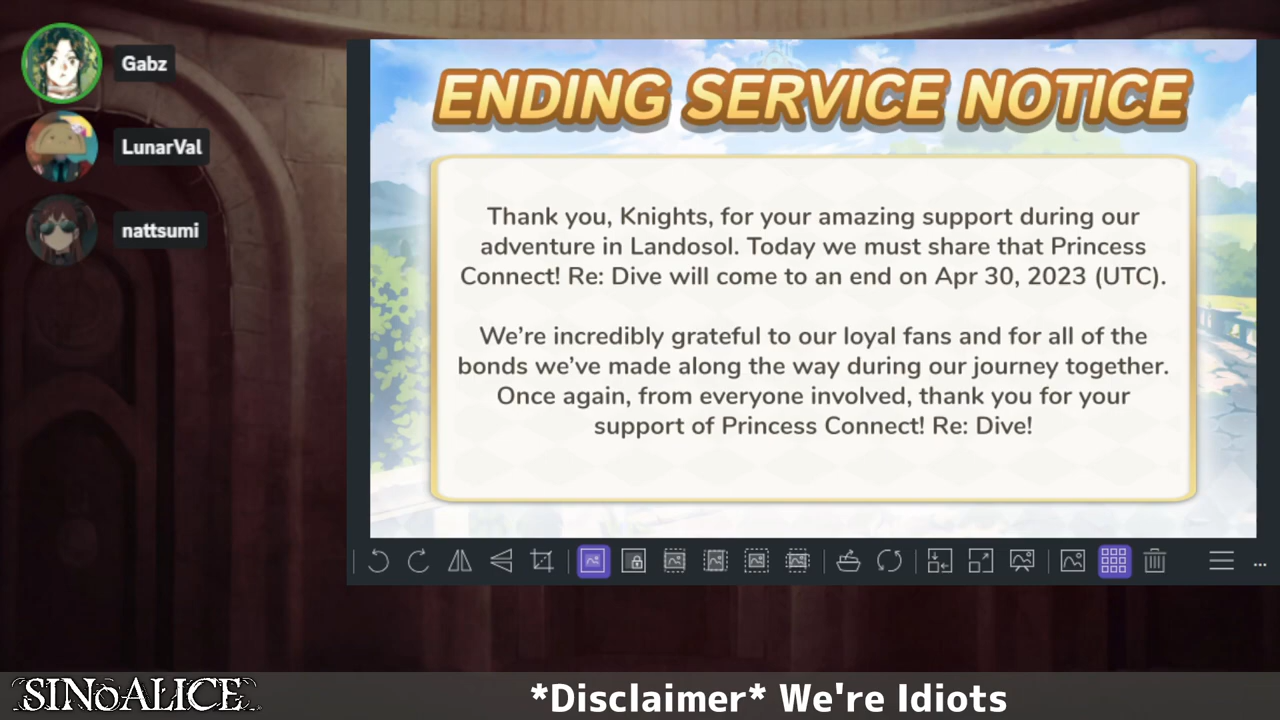 Gabz
LunarVal
nattsumi
ENDING SERVICE NOTICE
Thank you, Knights, for your amazing support during our
adventure in Landosol. Today we must share that Princess
Connect! Re: Dive will come to an end on Apr 30, 2023 (UTC).
We're incredibly grateful to our loyal fans and for all of the
bonds we've made along the way during our journey together.
Once again, from everyone involved, thank you for your
support of Princess Connect! Re: Dive!
SINoALICE
*Disclaimer* We're Idiots